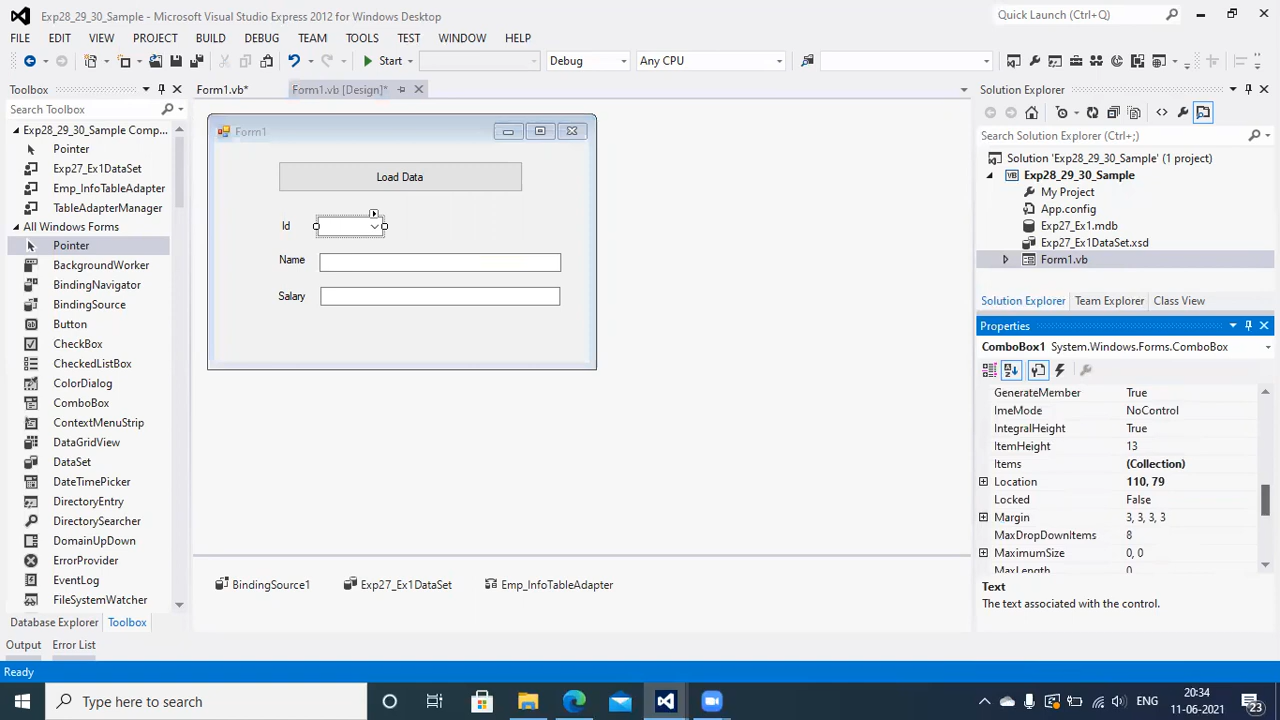 Exp28_29_30_Sample - Microsoft Visual Studio Express 2012 for Windows Desktop
Quick Launch (Ctrl+Q)
FILE EDIT VIEW PROJECT BUILD DEBUG TEAM TOOLS TEST WINDOW HELP
Start Debug Any CPU
Toolbox
Search Toolbox
Exp28_29_30_Sample Comp...
Pointer
Exp27_Ex1DataSet
Emp_InfoTableAdapter
TableAdapterManager
All Windows Forms
Pointer
BackgroundWorker
BindingNavigator
BindingSource
Button
CheckBox
CheckedListBox
ColorDialog
ComboBox
ContextMenuStrip
DataGridView
DataSet
DateTimePicker
DirectoryEntry
DirectorySearcher
DomainUpDown
ErrorProvider
EventLog
FileSystemWatcher
Database Explorer Toolbox
Output Error List
Form1.vb* Form1.vb [Design]*
Form1
Load Data
Id
Name
Salary
BindingSource1 Exp27_Ex1DataSet Emp_InfoTableAdapter
Solution Explorer
Search Solution Explorer (Ctrl+;)
Solution 'Exp28_29_30_Sample' (1 project)
VB Exp28_29_30_Sample
My Project
App.config
Exp27_Ex1.mdb
Exp27_Ex1DataSet.xsd
Form1.vb
Solution Explorer Team Explorer Class View
Properties
ComboBox1 System.Windows.Forms.ComboBox
GenerateMember True
ImeMode NoControl
IntegralHeight True
ItemHeight 13
Items (Collection)
Location 110, 79
Locked False
Margin 3, 3, 3, 3
MaxDropDownItems 8
MaximumSize 0, 0
MaxLength 0
Text
The text associated with the control.
Ready
Type here to search
ENG
20:34
11-06-2021
23